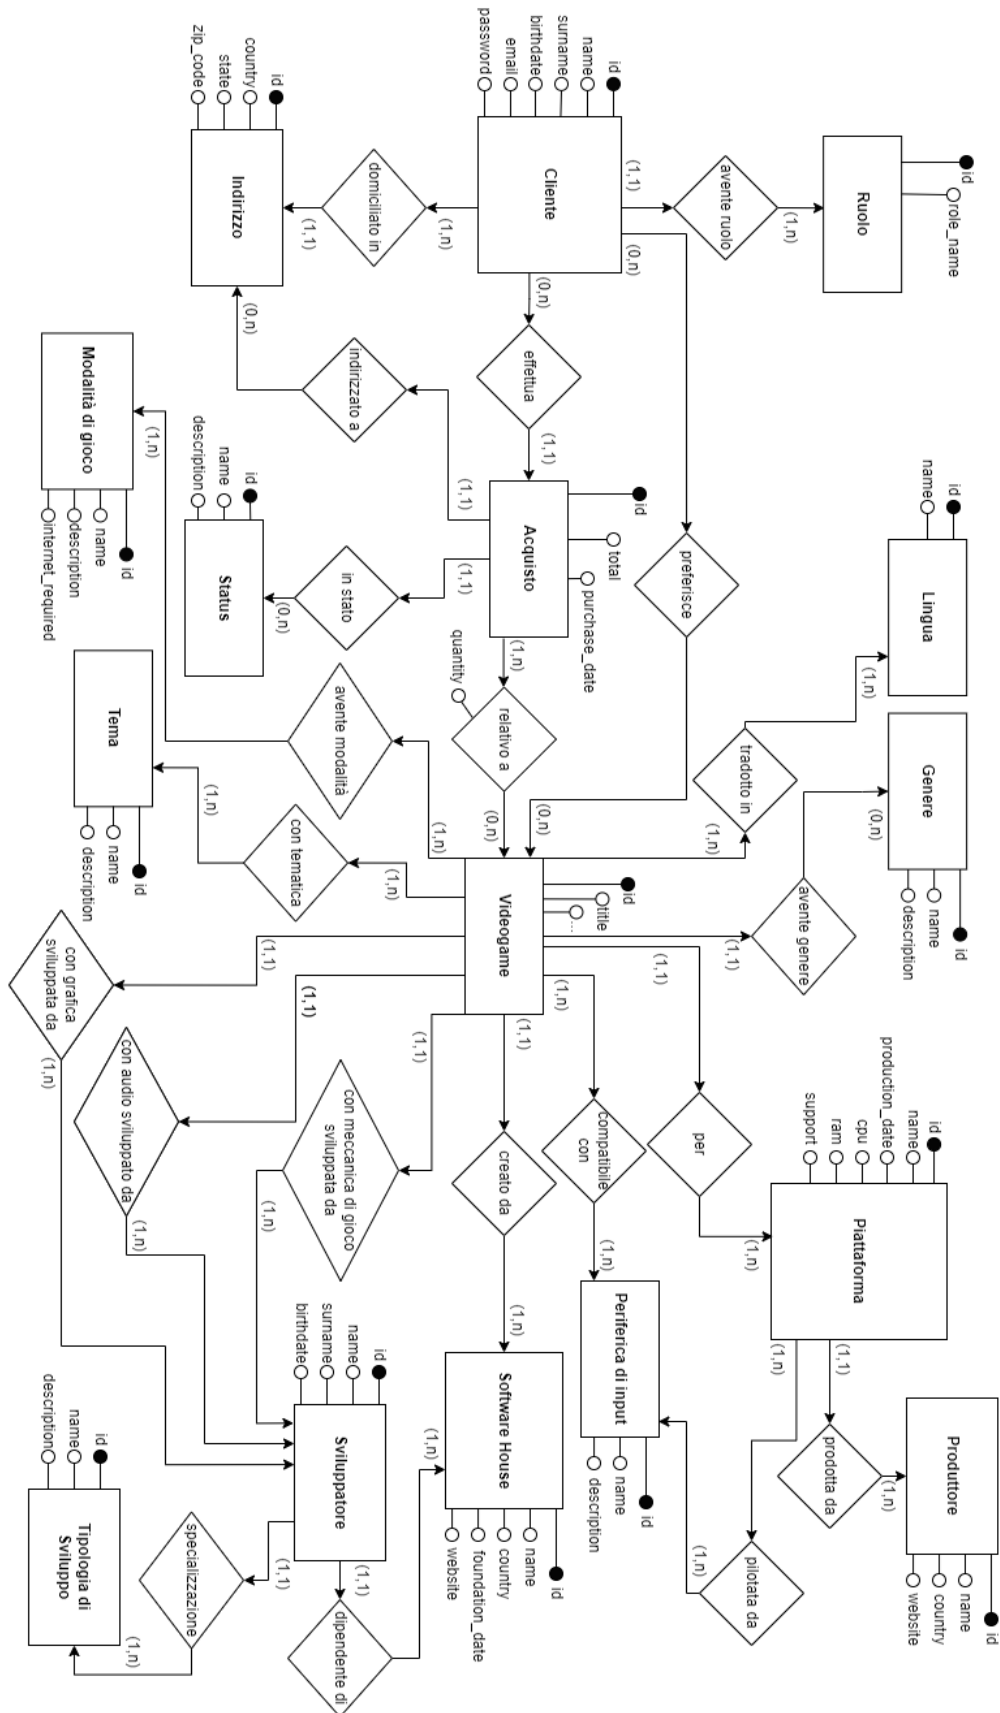 id
role_name
Ruolo
(1,n)
avente ruolo
(1,1)
(0,n)
id
name
surname
birthdate
email
password
Cliente
(1,n)
domiciliato in
(1,1)
id
country
state
zip_code
Indirizzo
(0,n)
effettua
(1,1)
preferisce
(0,n)
id
total
purchase_date
Acquisto
(1,1)
indirizzato a
(0,n)
(1,1)
in stato
(0,n)
id
name
description
Status
(1,n)
quantity
relativo a
(0,n)
id
name
Lingua
(1,n)
tradotto in
(1,n)
Genere
id
name
description
(0,n)
avente genere
(1,1)
id
title
...
Videogame
(1,n)
avente modalità
(1,n)
Modalità di gioco
id
name
description
internet_required
(1,n)
con tematica
(1,n)
Tema
id
name
description
(1,1)
con grafica
sviluppata da
(1,n)
(1,1)
con audio sviluppato da
(1,n)
(1,1)
con meccanica di gioco
sviluppata da
(1,n)
(1,1)
creato da
(1,n)
(1,n)
compatibile
con
(1,n)
(1,1)
per
(1,n)
id
name
production_date
cpu
ram
support
Piattaforma
(1,1)
prodotta da
(1,n)
Produttore
id
name
country
website
(1,n)
pilotata da
(1,n)
Periferica di input
id
name
description
Software House
id
name
country
foundation_date
website
id
name
surname
birthdate
Sviluppatore
(1,1)
dipendente di
(1,n)
(1,1)
specializzazione
(1,n)
id
name
description
Tipologia di
Sviluppo